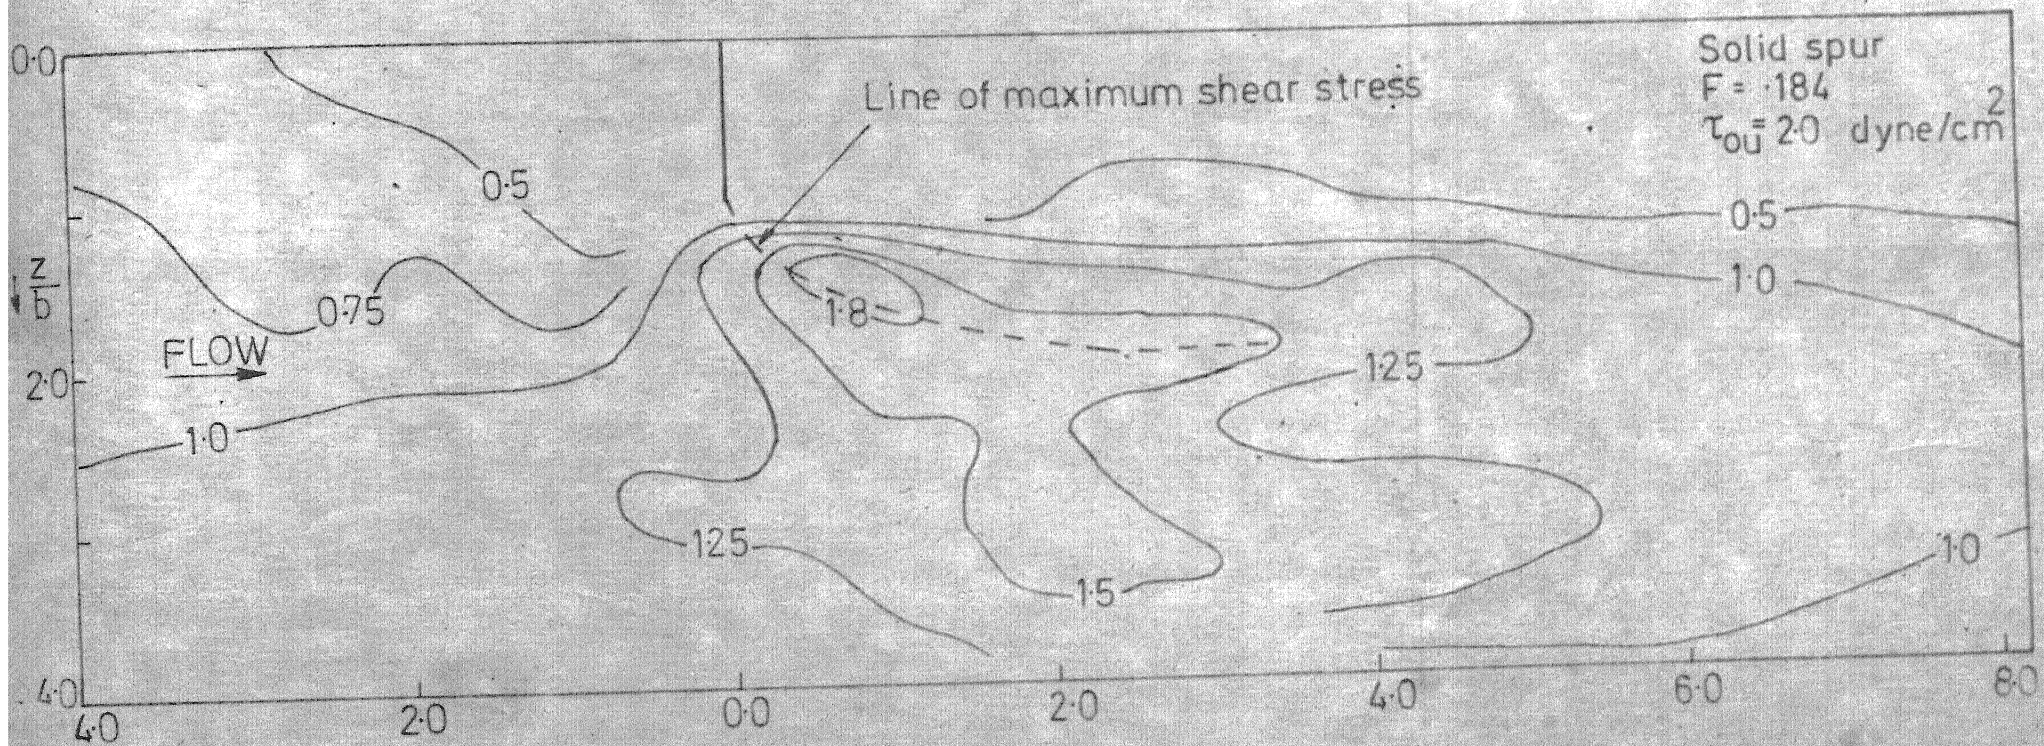 0·0
Solid spur
F = ·184
τou = 2·0 dyne/cm²
Line of maximum shear stress
0·5
0·5
z/b
0·75
1·0
1·8
FLOW
2·0
1·25
1·0
1·25
1·5
1·0
4·0
4·0 2·0 0·0 2·0 4·0 6·0 8·0